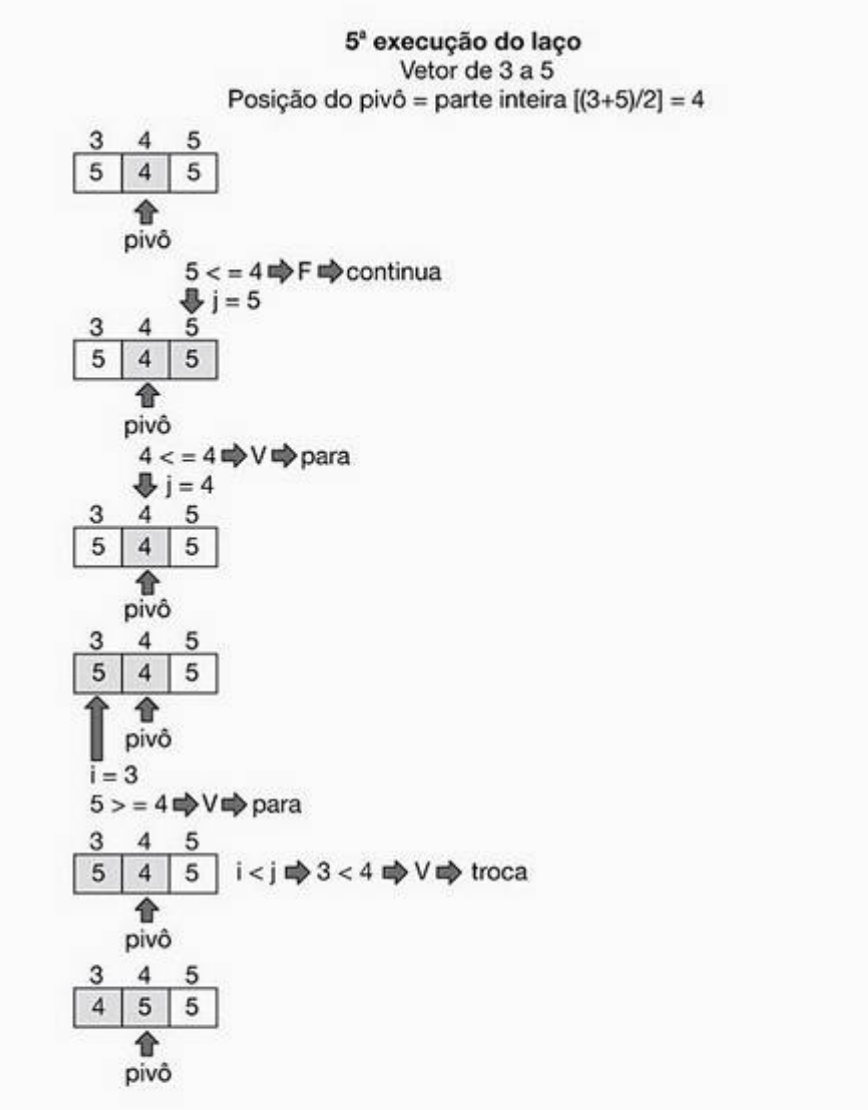 5ª execução do laço
Vetor de 3 a 5
Posição do pivô = parte inteira [(3+5)/2] = 4
3 4 5
5 4 5
pivô
5 < = 4 F continua
j = 5
3 4 5
5 4 5
pivô
4 < = 4 V para
j = 4
3 4 5
5 4 5
pivô
3 4 5
5 4 5
pivô
i = 3
5 > = 4 V para
3 4 5
5 4 5 i < j 3 < 4 V troca
pivô
3 4 5
4 5 5
pivô